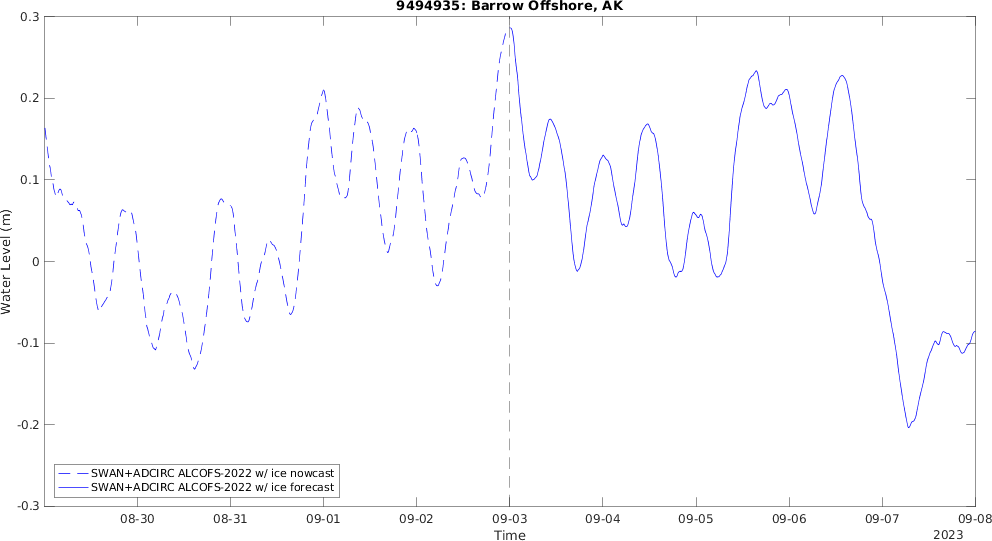 9494935: Barrow Offshore, AK
0.3
0.2
0.1
0
-0.1
-0.2
-0.3
Water Level (m)
SWAN+ADCIRC ALCOFS-2022 w/ ice nowcast
SWAN+ADCIRC ALCOFS-2022 w/ ice forecast
08-30 08-31 09-01 09-02 09-03 09-04 09-05 09-06 09-07 09-08
Time
2023